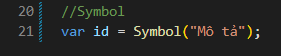 20 //Symbol
21 var id = Symbol("Mô tả");